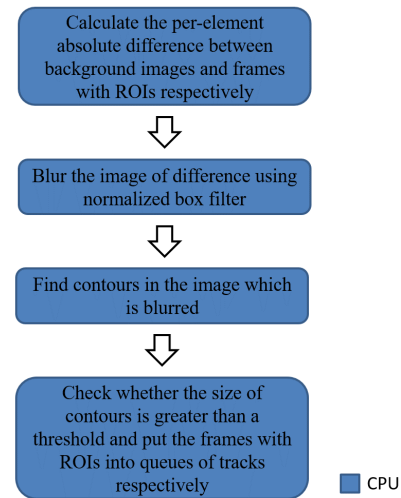 Calculate the per-element
absolute difference between
background images and frames
with ROIs respectively
Blur the image of difference using
normalized box filter
Find contours in the image which
is blurred
Check whether the size of
contours is greater than a
threshold and put the frames with
ROIs into queues of tracks
respectively
CPU